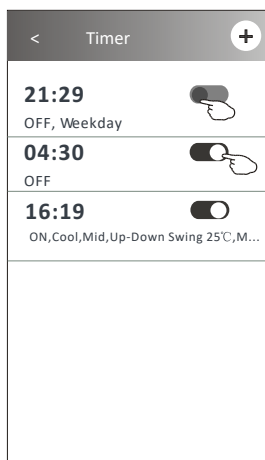 < Timer +
21:29
OFF, Weekday
04:30
OFF
16:19
ON,Cool,Mid,Up-Down Swing 25℃,M...